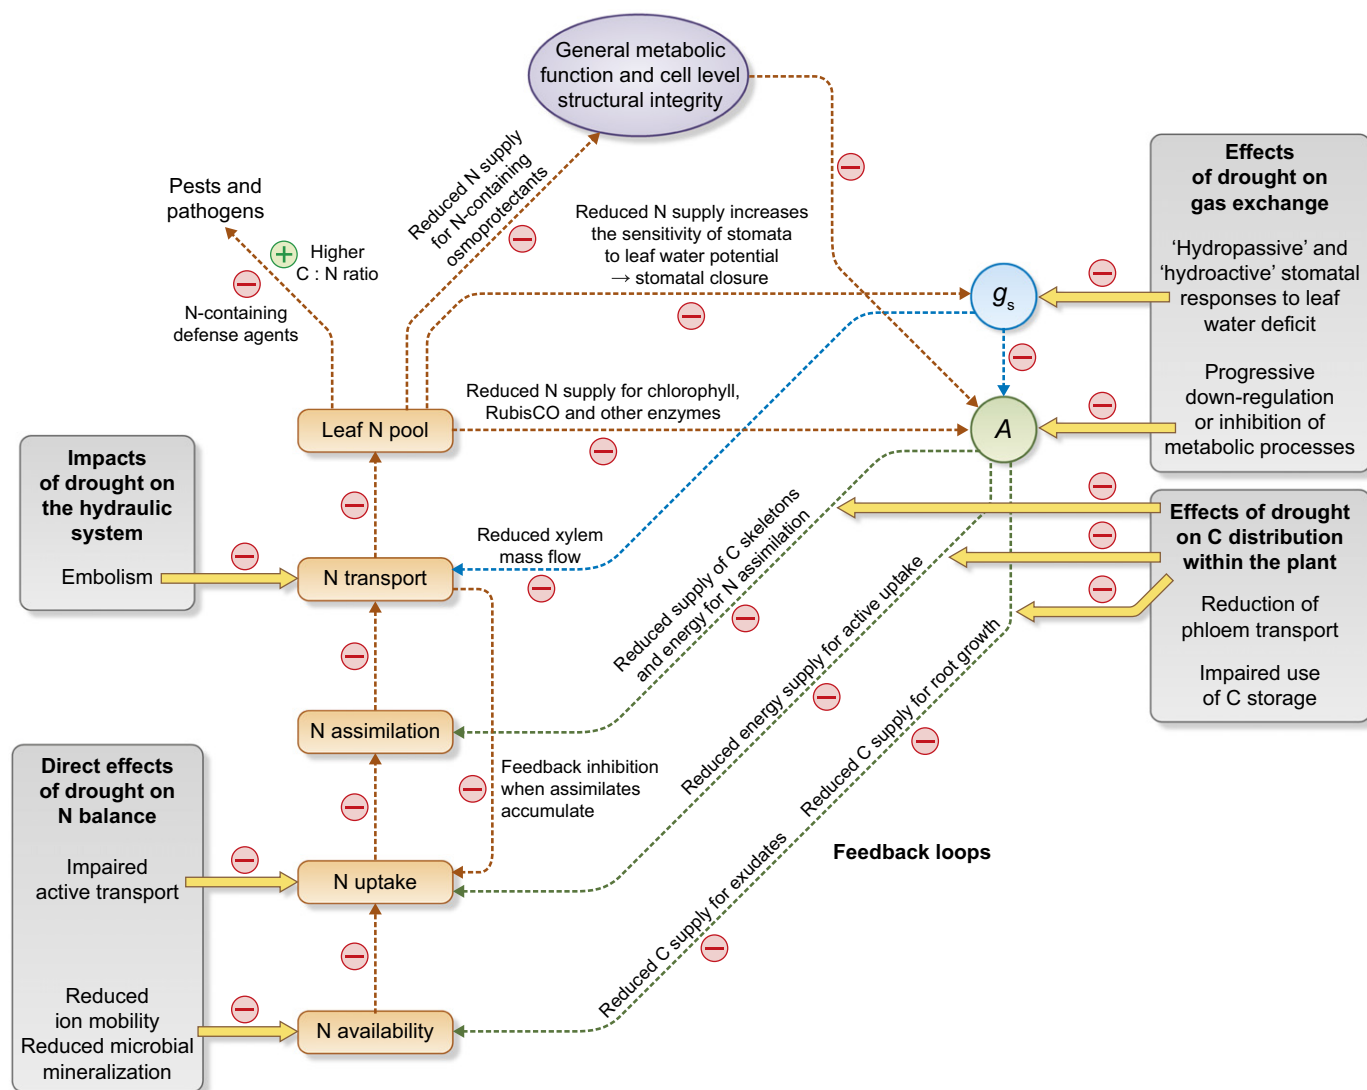 General metabolic
function and cell level
structural integrity
Reduced N supply
for N-containing
osmoprotectants
Pests and
pathogens
+
Higher
C : N ratio
−
N-containing
defense agents
−
Reduced N supply increases
the sensitivity of stomata
to leaf water potential
→ stomatal closure
−
−
gs
−
Effects
of drought on
gas exchange
'Hydropassive' and
'hydroactive' stomatal
responses to leaf
water deficit
−
Progressive
down-regulation
or inhibition of
metabolic processes
−
Leaf N pool
Reduced N supply for chlorophyll,
RubisCO and other enzymes
−
A
Impacts
of drought on
the hydraulic
system
Embolism
−
−
N transport
Reduced xylem
mass flow
−
Reduced supply of C skeletons
and energy for N assimilation
−
−
−
−
Effects of drought
on C distribution
within the plant
Reduction of
phloem transport
Impaired use
of C storage
−
N assimilation
Reduced energy supply for active uptake
−
Reduced C supply for root growth
−
−
Feedback inhibition
when assimilates
accumulate
Direct effects
of drought on
N balance
Impaired
active transport
−
−
N uptake
Feedback loops
Reduced C supply for exudates
−
−
Reduced
ion mobility
Reduced microbial
mineralization
−
N availability